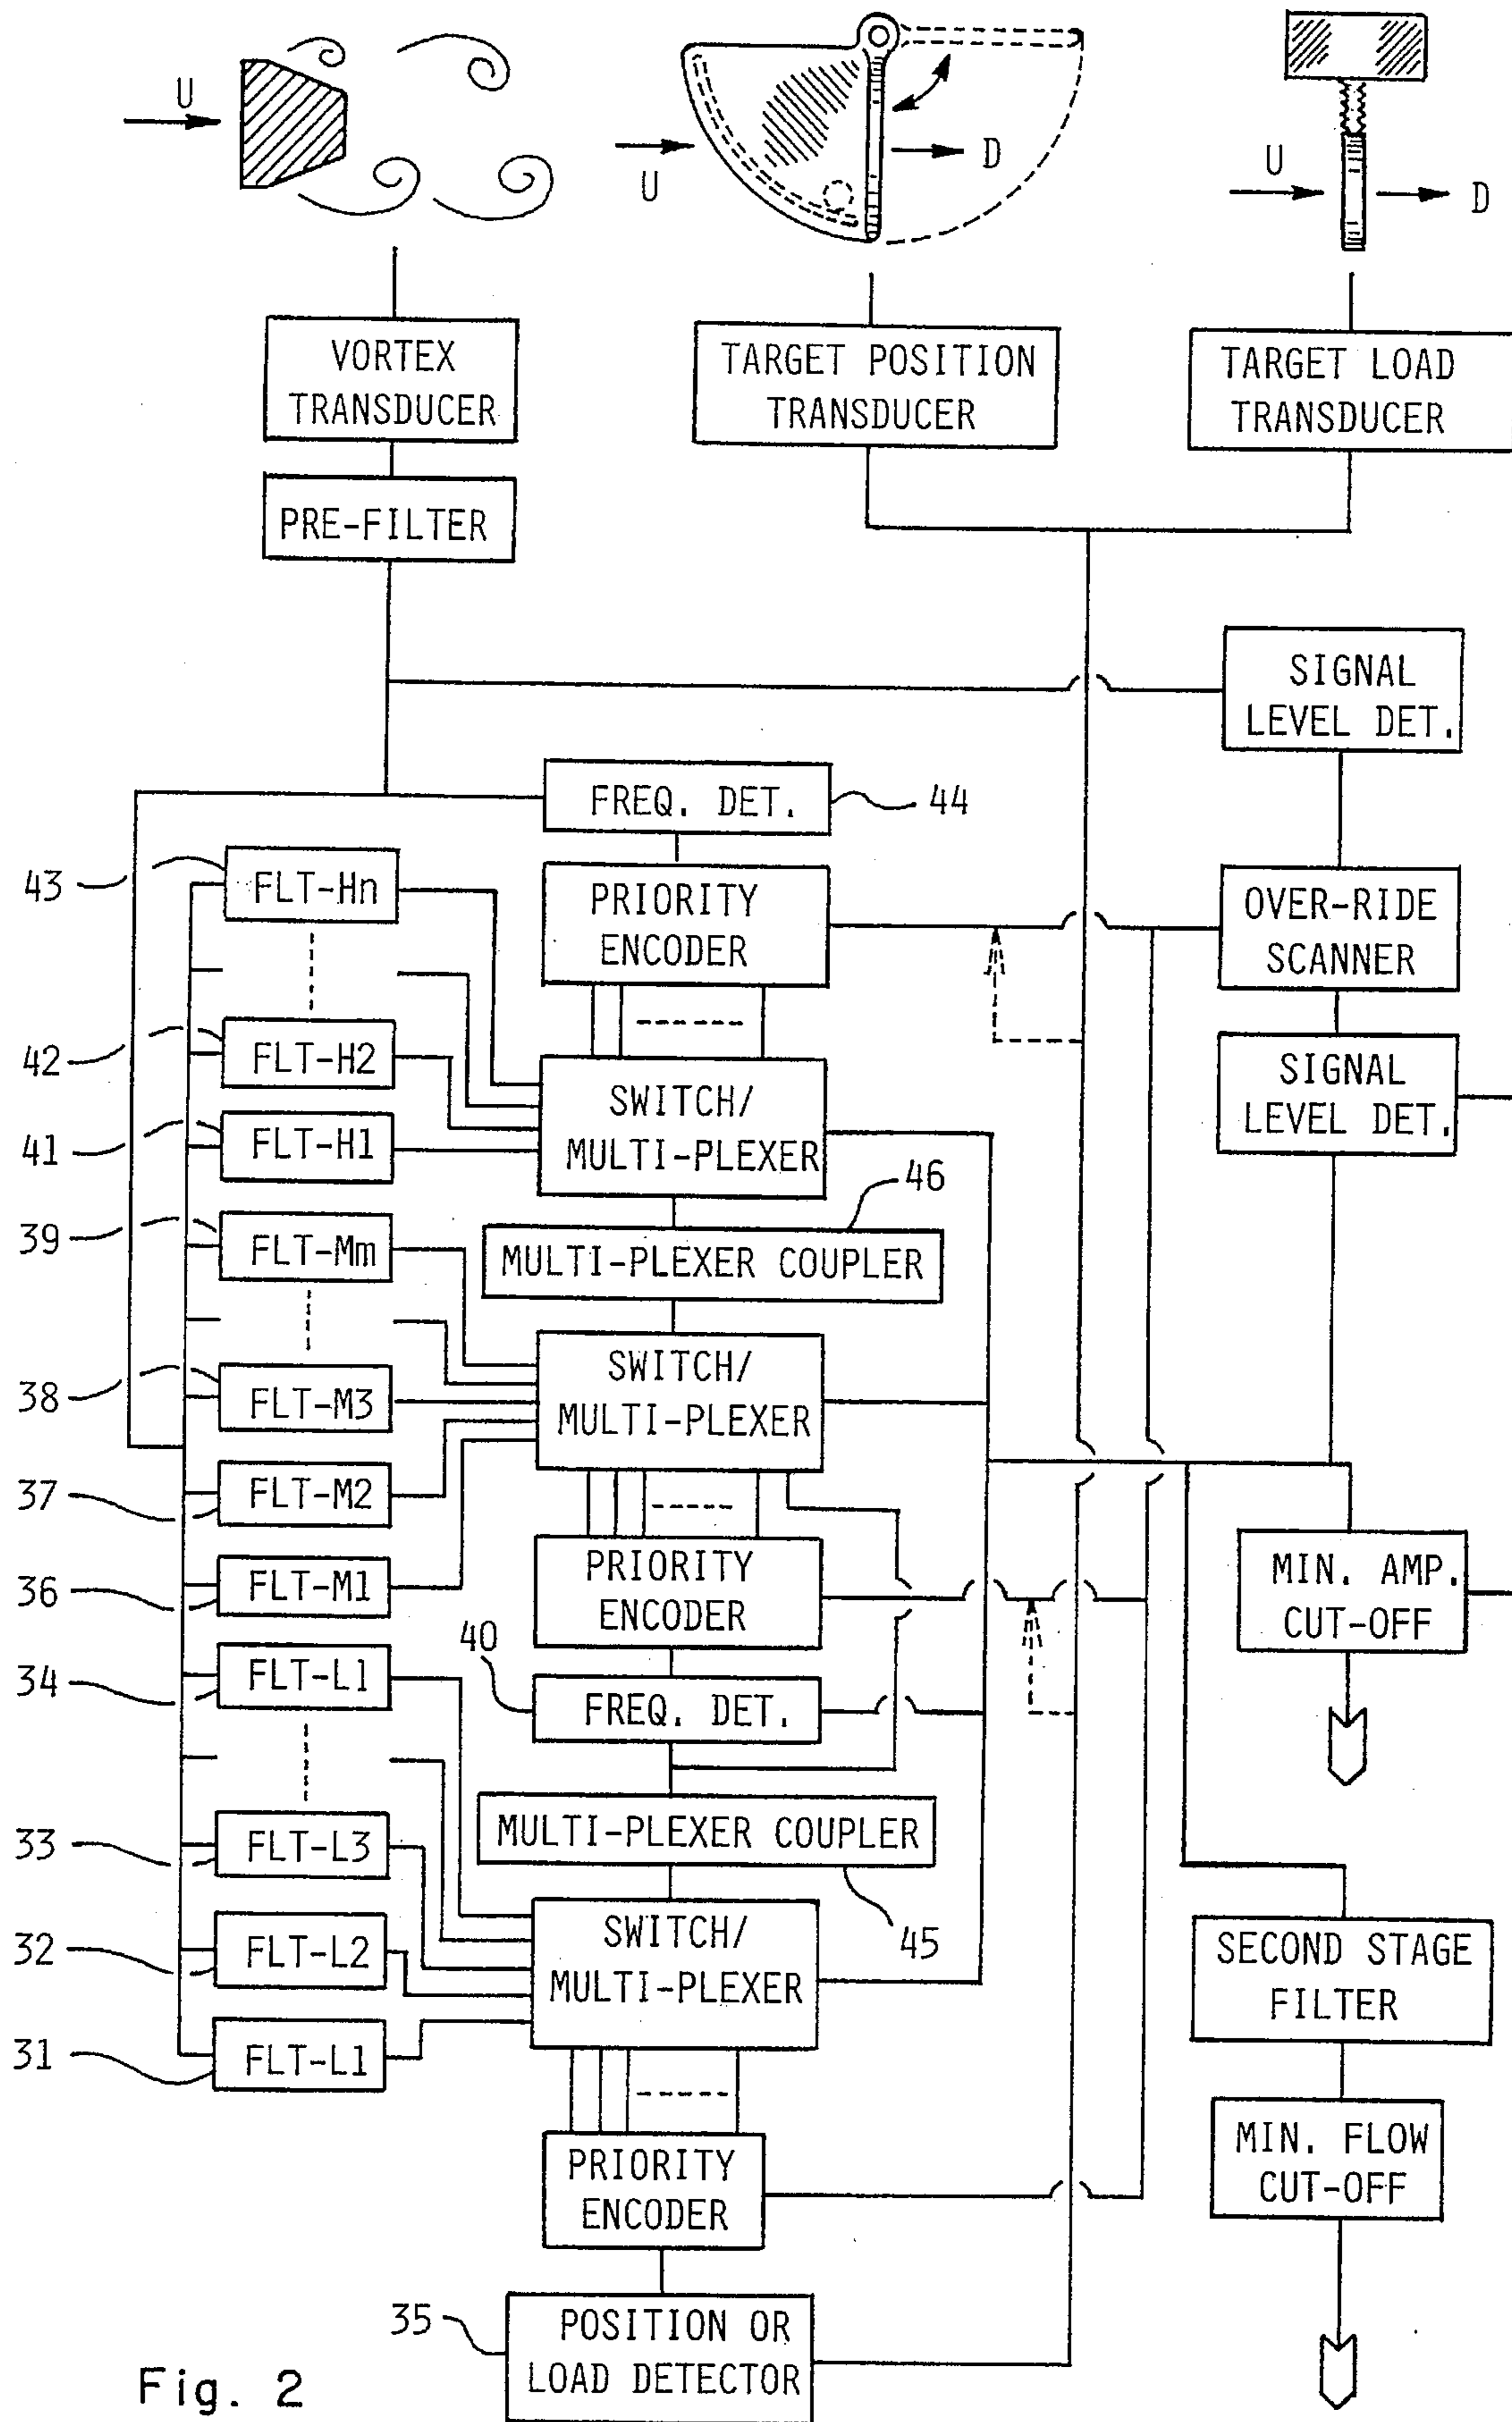 U
U
D
U
D
VORTEX
TRANSDUCER
TARGET POSITION
TRANSDUCER
TARGET LOAD
TRANSDUCER
PRE-FILTER
SIGNAL
LEVEL DET.
FREQ. DET.
44
43
FLT-Hn
PRIORITY
ENCODER
OVER-RIDE
SCANNER
42
FLT-H2
SIGNAL
LEVEL DET.
SWITCH/
MULTI-PLEXER
41
FLT-H1
46
39
FLT-Mm
MULTI-PLEXER COUPLER
SWITCH/
MULTI-PLEXER
38
FLT-M3
37
FLT-M2
36
FLT-M1
PRIORITY
ENCODER
MIN. AMP.
CUT-OFF
40
34
FLT-Ll
FREQ. DET.
33
FLT-L3
MULTI-PLEXER COUPLER
45
32
FLT-L2
SWITCH/
MULTI-PLEXER
SECOND STAGE
FILTER
31
FLT-L1
PRIORITY
ENCODER
MIN. FLOW
CUT-OFF
35
POSITION OR
LOAD DETECTOR
Fig. 2